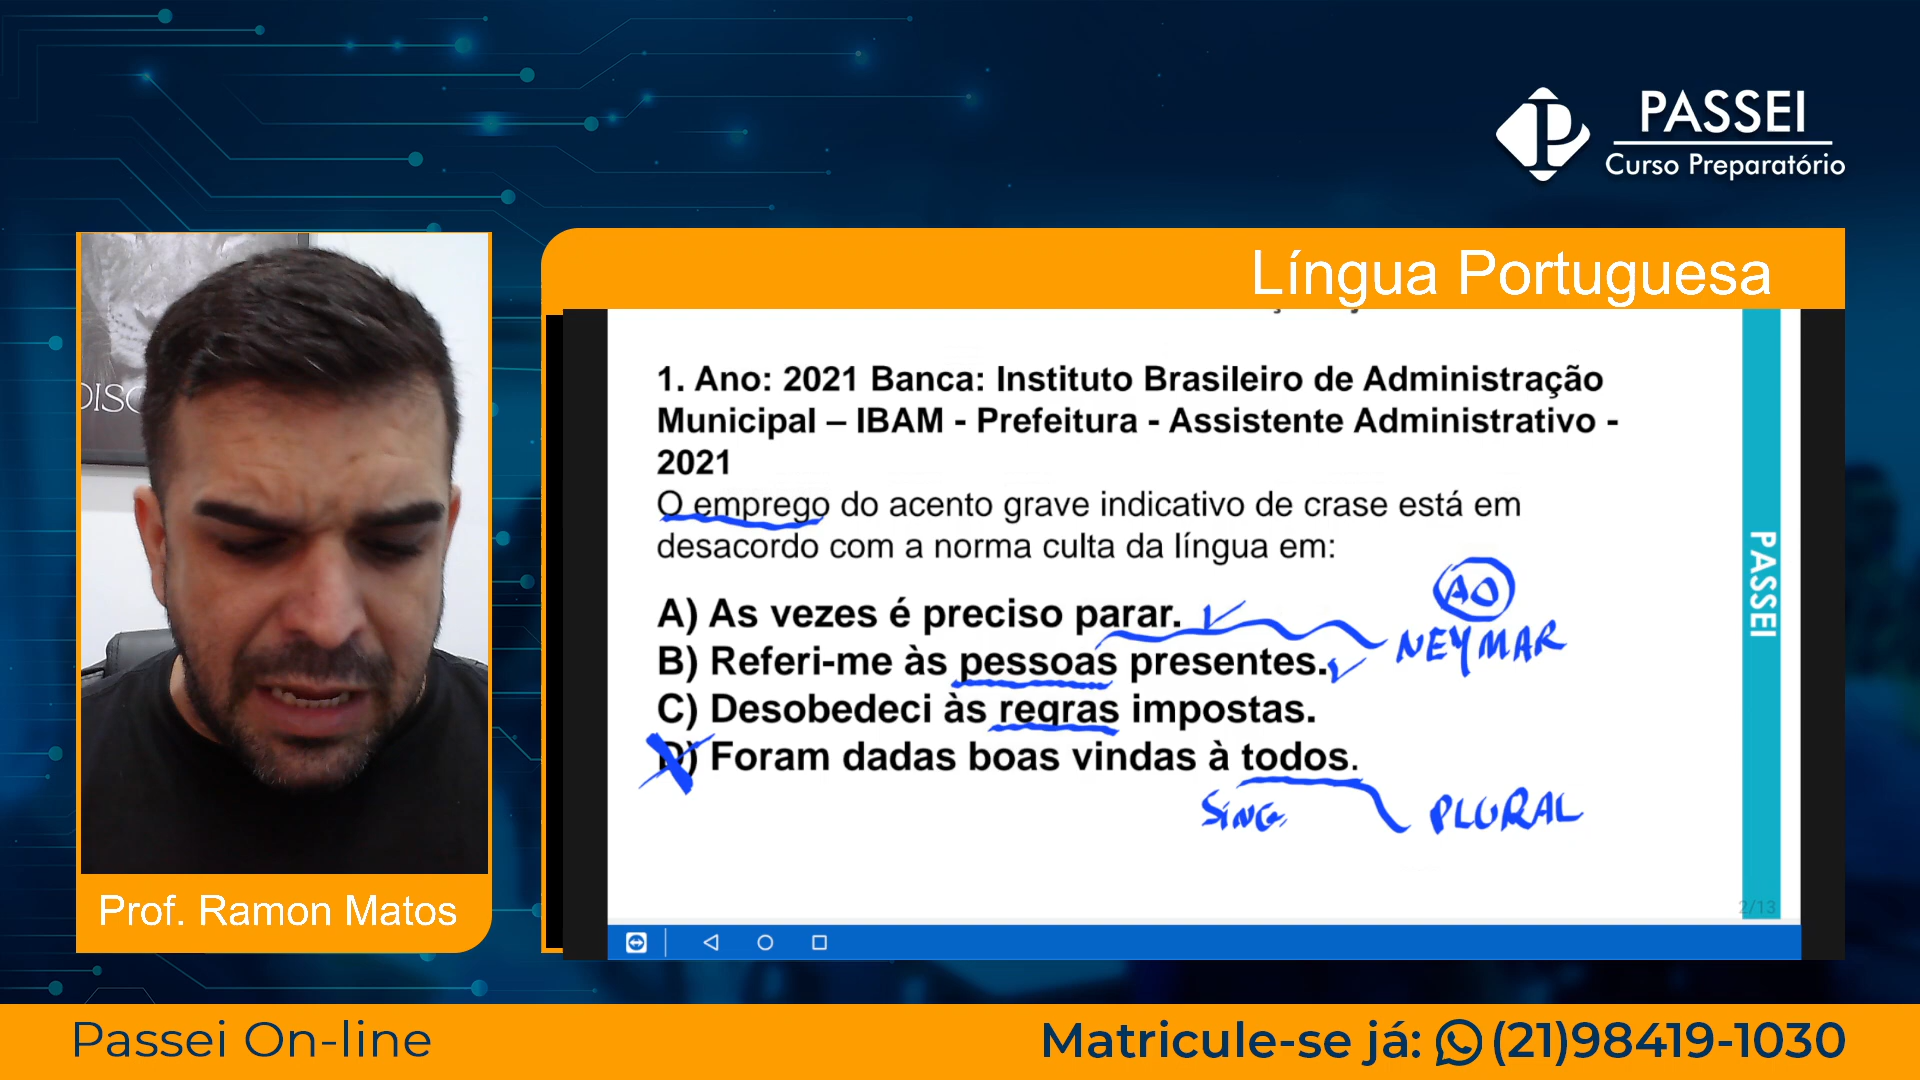 PASSEI
Curso Preparatório
Língua Portuguesa
1. Ano: 2021 Banca: Instituto Brasileiro de Administração
Municipal – IBAM - Prefeitura - Assistente Administrativo -
2021
O emprego do acento grave indicativo de crase está em
desacordo com a norma culta da língua em:
AO
A) As vezes é preciso parar.
NEYMAR
B) Referi-me às pessoas presentes.
C) Desobedeci às regras impostas.
D) Foram dadas boas vindas à todos.
SING.
PLURAL
PASSEI
2/13
DISC
Prof. Ramon Matos
Passei On-line
Matricule-se já: (21)98419-1030